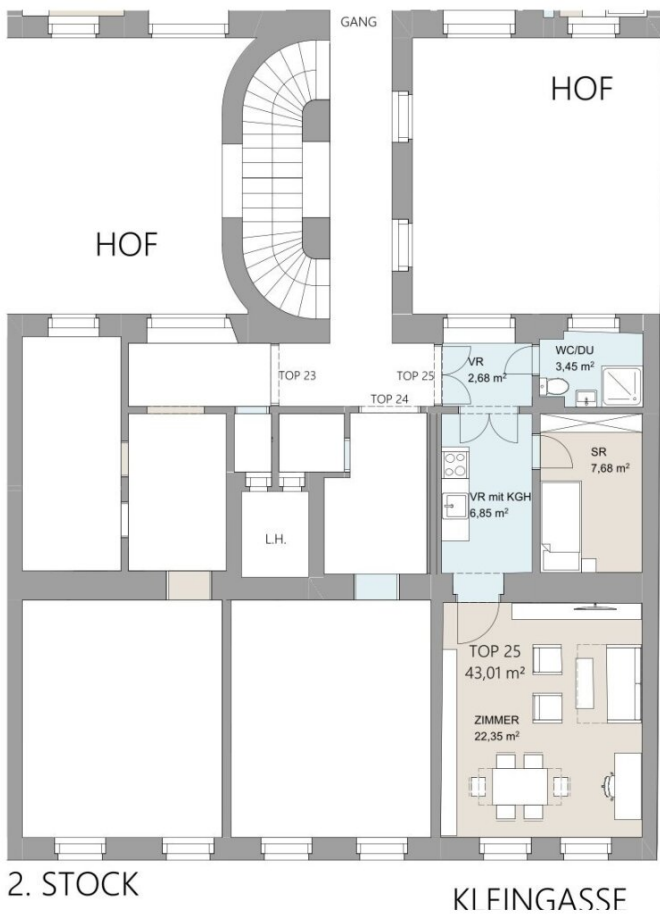 GANG
HOF
HOF
VR
2,68 m²
WC/DU
3,45 m²
TOP 23
TOP 25
TOP 24
SR
7,68 m²
VR mit KGH
6,85 m²
L.H.
TOP 25
43,01 m²
ZIMMER
22,35 m²
2. STOCK
KLEINGASSE